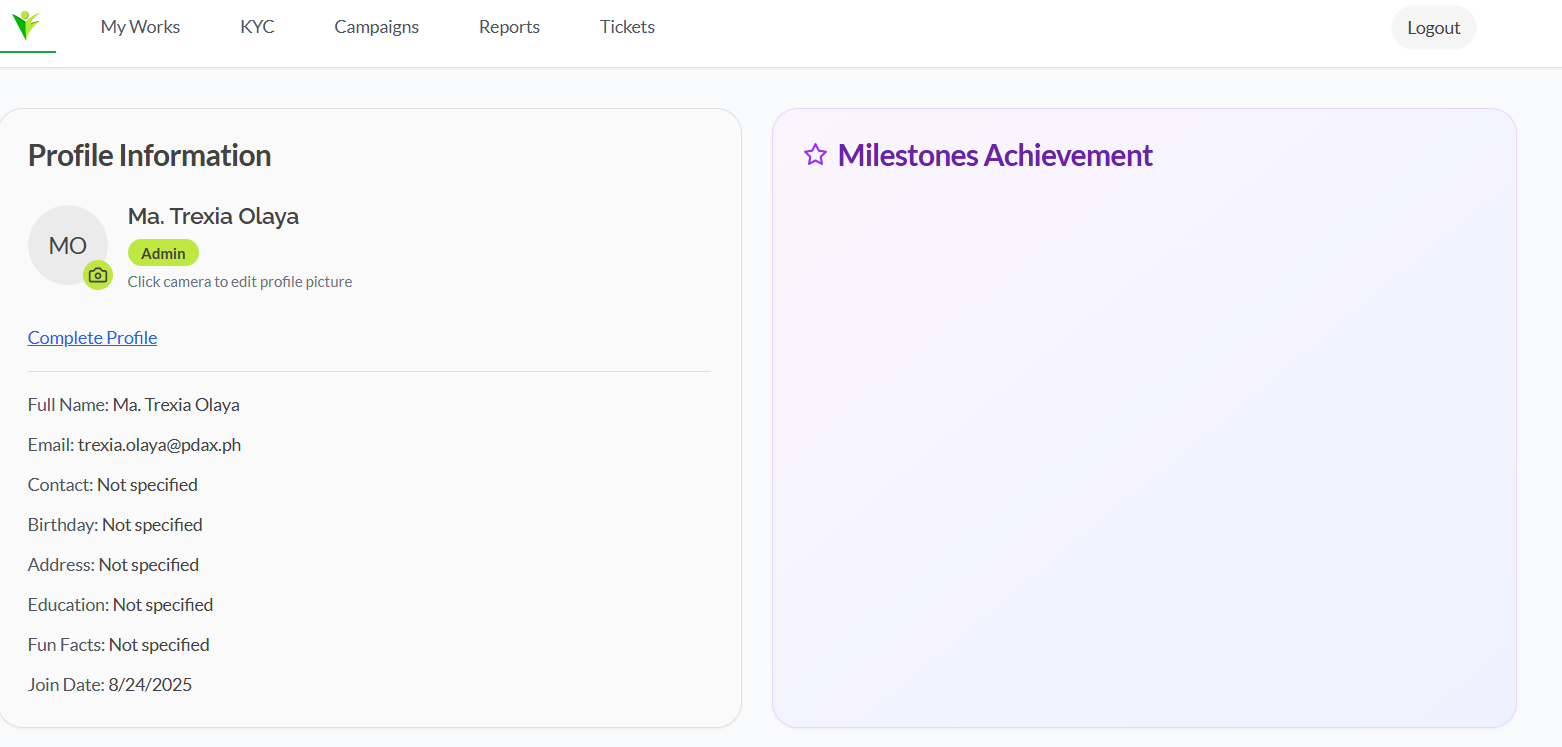 My Works KYC Campaigns Reports Tickets Logout
Profile Information
MO
Ma. Trexia Olaya
Admin
Click camera to edit profile picture
Complete Profile
Full Name: Ma. Trexia Olaya
Email: trexia.olaya@pdax.ph
Contact: Not specified
Birthday: Not specified
Address: Not specified
Education: Not specified
Fun Facts: Not specified
Join Date: 8/24/2025
Milestones Achievement